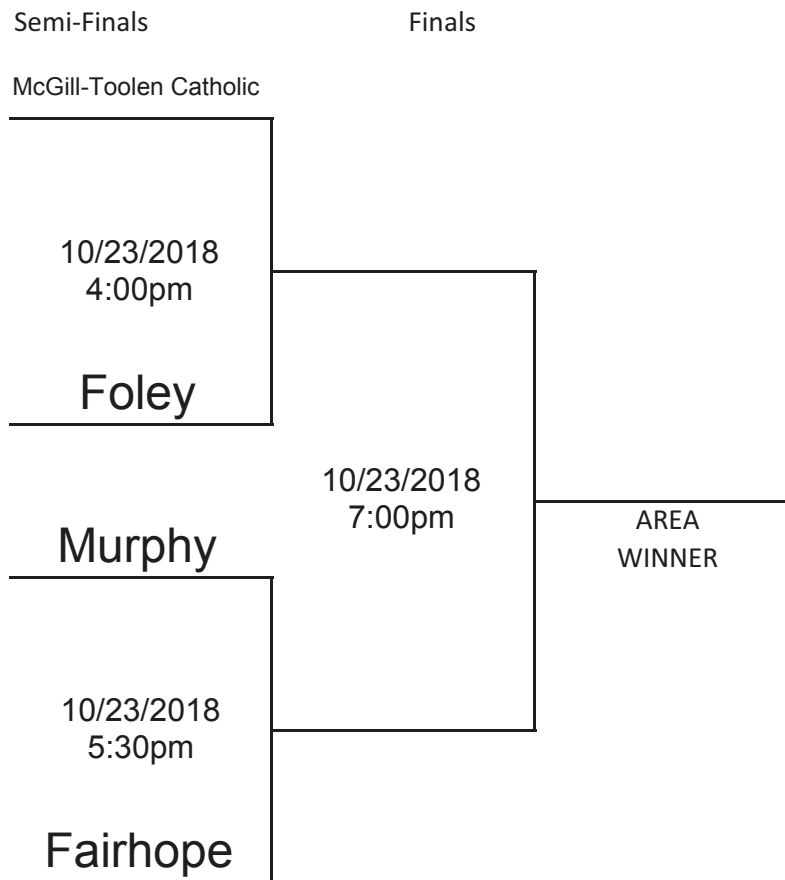 Semi-Finals
Finals
McGill-Toolen Catholic
10/23/2018
4:00pm
Foley
10/23/2018
7:00pm
Murphy
AREA
WINNER
10/23/2018
5:30pm
Fairhope